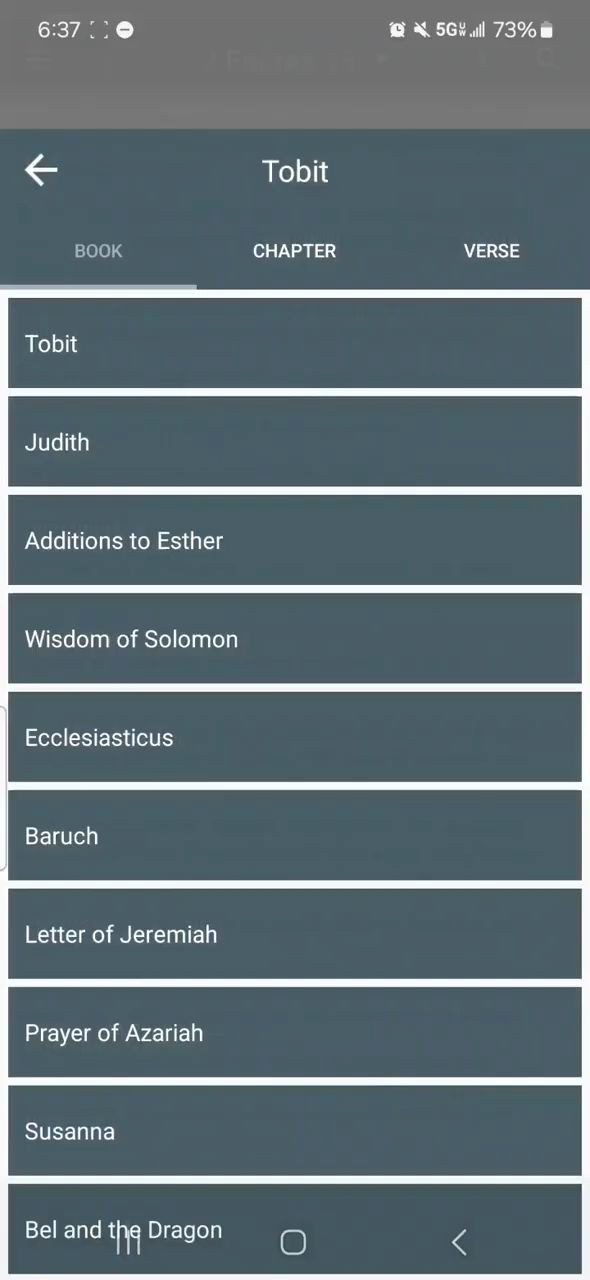 6:37
5G
73%
Tobit
BOOK CHAPTER VERSE
Tobit
Judith
Additions to Esther
Wisdom of Solomon
Ecclesiasticus
Baruch
Letter of Jeremiah
Prayer of Azariah
Susanna
Bel and the Dragon